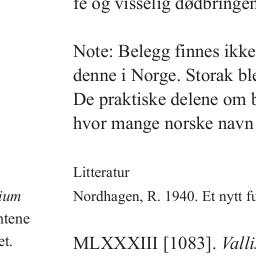 fe og visselig dødbringen
Note: Belegg finnes ikke
denne i Norge. Storak ble
De praktiske delene om b
hvor mange norske navn
Litteratur
ium
Nordhagen, R. 1940. Et nytt fu
ntene
et.
MLXXXIII [1083]. Vallis